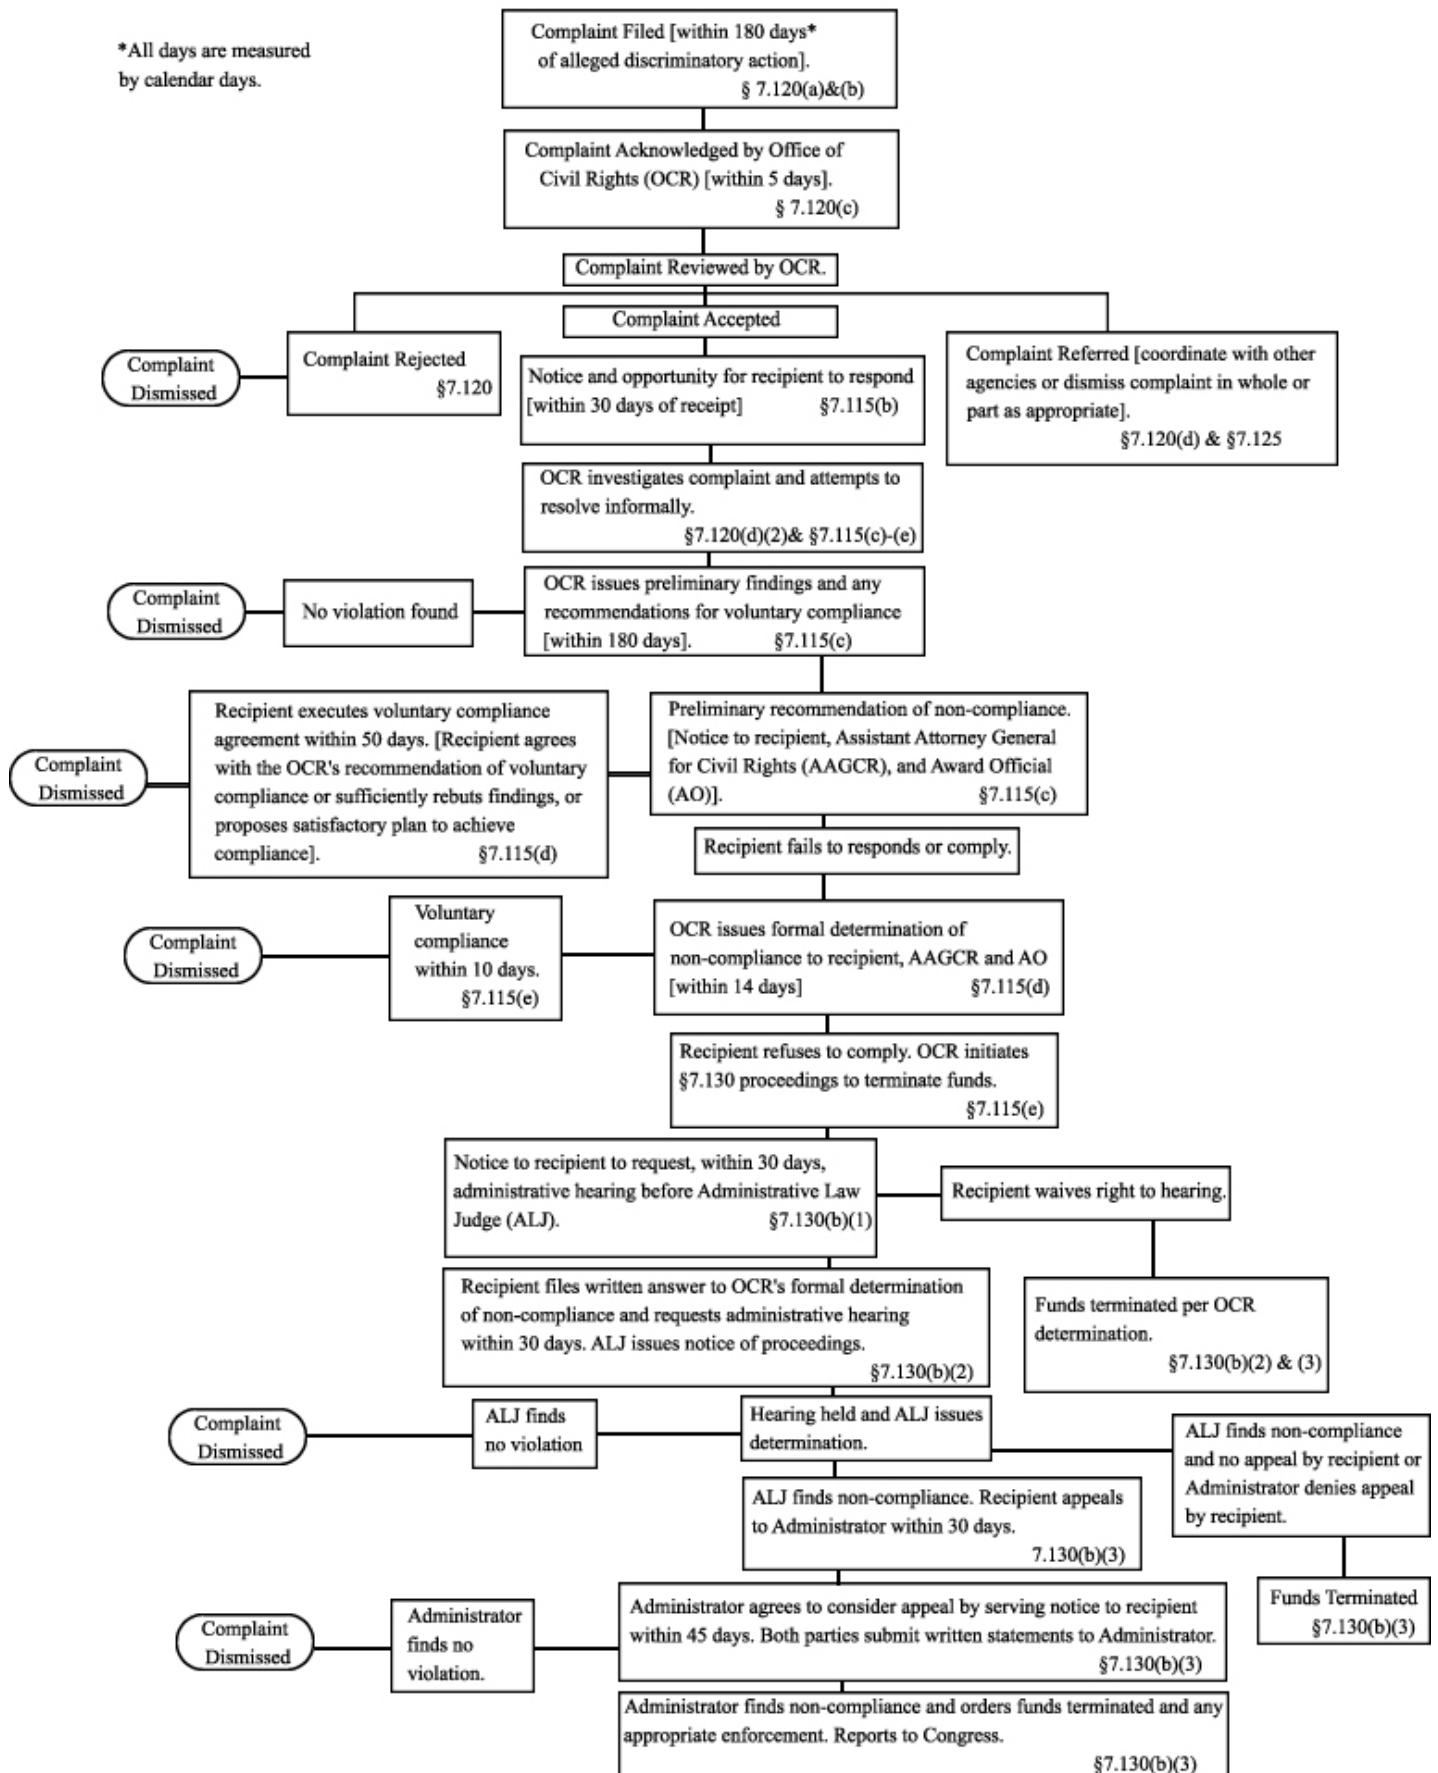 *All days are measured
by calendar days.
Complaint Filed [within 180 days*
of alleged discriminatory action].
§ 7.120(a)&(b)
Complaint Acknowledged by Office of
Civil Rights (OCR) [within 5 days].
§ 7.120(c)
Complaint Reviewed by OCR.
Complaint Accepted
Complaint
Dismissed
Complaint Rejected
§7.120
Notice and opportunity for recipient to respond
[within 30 days of receipt] §7.115(b)
Complaint Referred [coordinate with other
agencies or dismiss complaint in whole or
part as appropriate].
§7.120(d) & §7.125
OCR investigates complaint and attempts to
resolve informally.
§7.120(d)(2)& §7.115(c)-(e)
Complaint
Dismissed
No violation found
OCR issues preliminary findings and any
recommendations for voluntary compliance
[within 180 days]. §7.115(c)
Complaint
Dismissed
Recipient executes voluntary compliance
agreement within 50 days. [Recipient agrees
with the OCR's recommendation of voluntary
compliance or sufficiently rebuts findings, or
proposes satisfactory plan to achieve
compliance]. §7.115(d)
Preliminary recommendation of non-compliance.
[Notice to recipient, Assistant Attorney General
for Civil Rights (AAGCR), and Award Official
(AO)]. §7.115(c)
Recipient fails to responds or comply.
Complaint
Dismissed
Voluntary
compliance
within 10 days.
§7.115(e)
OCR issues formal determination of
non-compliance to recipient, AAGCR and AO
[within 14 days] §7.115(d)
Recipient refuses to comply. OCR initiates
§7.130 proceedings to terminate funds.
§7.115(e)
Notice to recipient to request, within 30 days,
administrative hearing before Administrative Law
Judge (ALJ). §7.130(b)(1)
Recipient waives right to hearing.
Recipient files written answer to OCR's formal determination
of non-compliance and requests administrative hearing
within 30 days. ALJ issues notice of proceedings.
§7.130(b)(2)
Funds terminated per OCR
determination.
§7.130(b)(2) & (3)
Complaint
Dismissed
ALJ finds
no violation
Hearing held and ALJ issues
determination.
ALJ finds non-compliance
and no appeal by recipient or
Administrator denies appeal
by recipient.
ALJ finds non-compliance. Recipient appeals
to Administrator within 30 days.
7.130(b)(3)
Funds Terminated
§7.130(b)(3)
Complaint
Dismissed
Administrator
finds no
violation.
Administrator agrees to consider appeal by serving notice to recipient
within 45 days. Both parties submit written statements to Administrator.
§7.130(b)(3)
Administrator finds non-compliance and orders funds terminated and any
appropriate enforcement. Reports to Congress.
§7.130(b)(3)